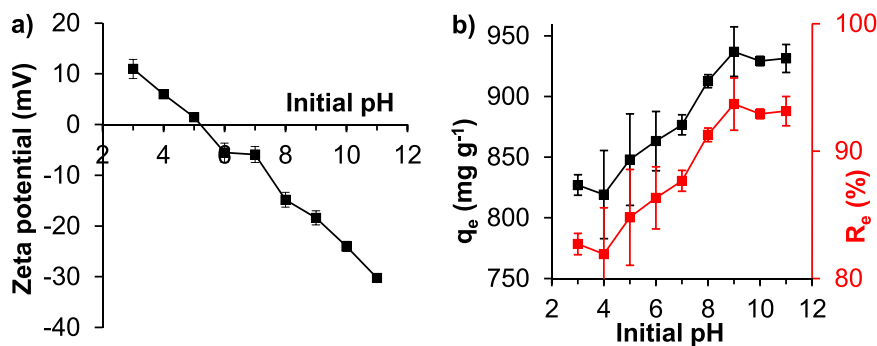 a)
Zeta potential (mV)
20
10
0
-10
-20
-30
-40
Initial pH
2 4 6 8 10 12
b)
qe (mg g-1)
950
900
850
800
750
100
90
80
Re (%)
2 4 6 8 10 12
Initial pH